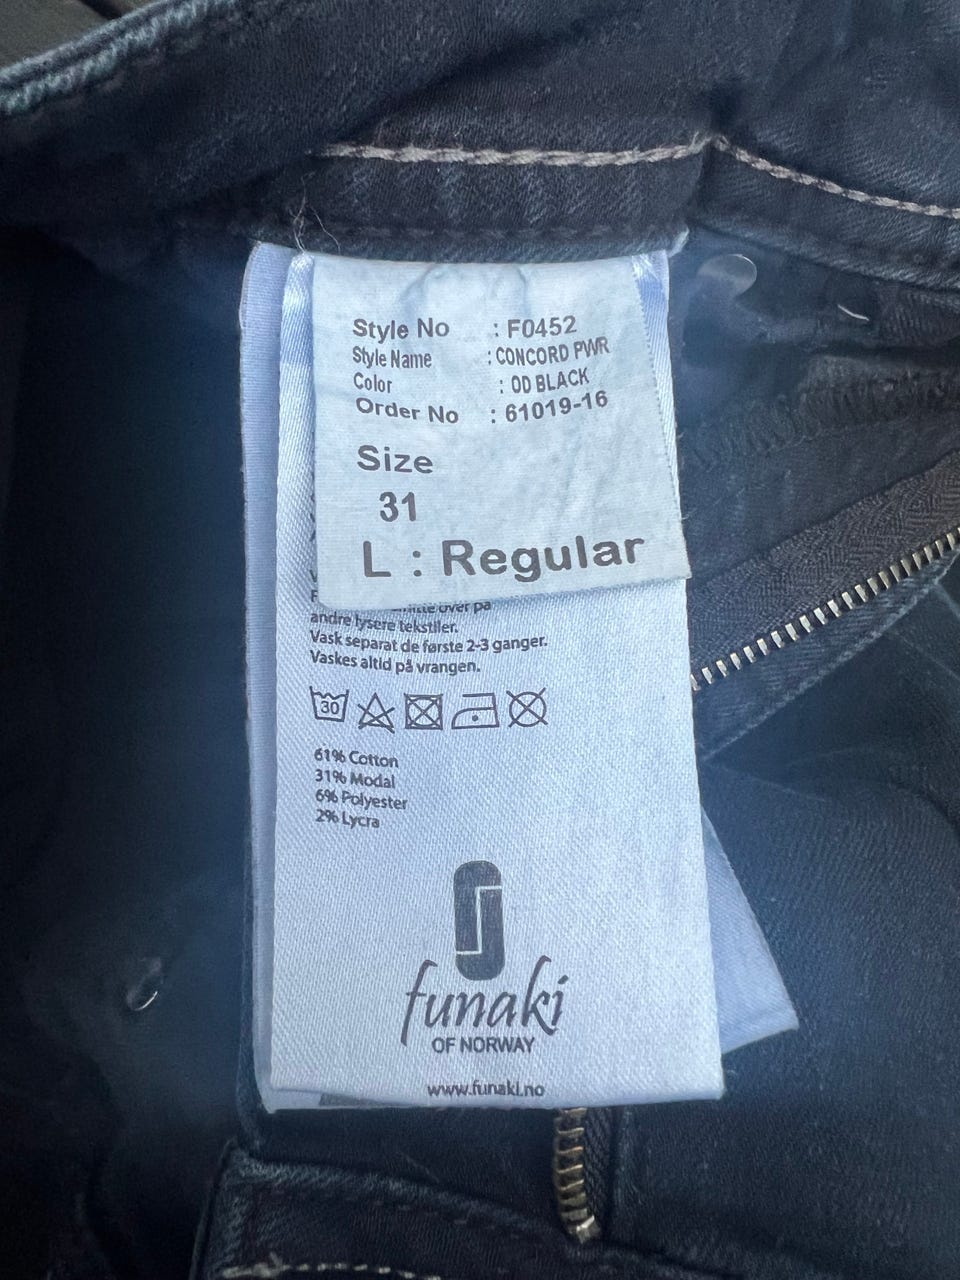 Style No : F0452
Style Name : CONCORD PWR
Color : OD BLACK
Order No : 61019-16
Size
31
L : Regular
over på
andre lysere tekstiler.
Vask separat de første 2-3 ganger.
Vaskes altid på vrangen.
30
61% Cotton
31% Modal
6% Polyester
2% Lycra
funaki
OF NORWAY
www.funaki.no